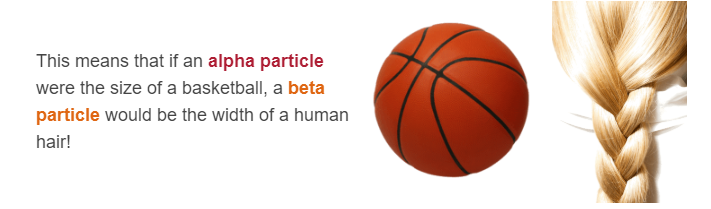 This means that if an alpha particle
were the size of a basketball, a beta
particle would be the width of a human
hair!